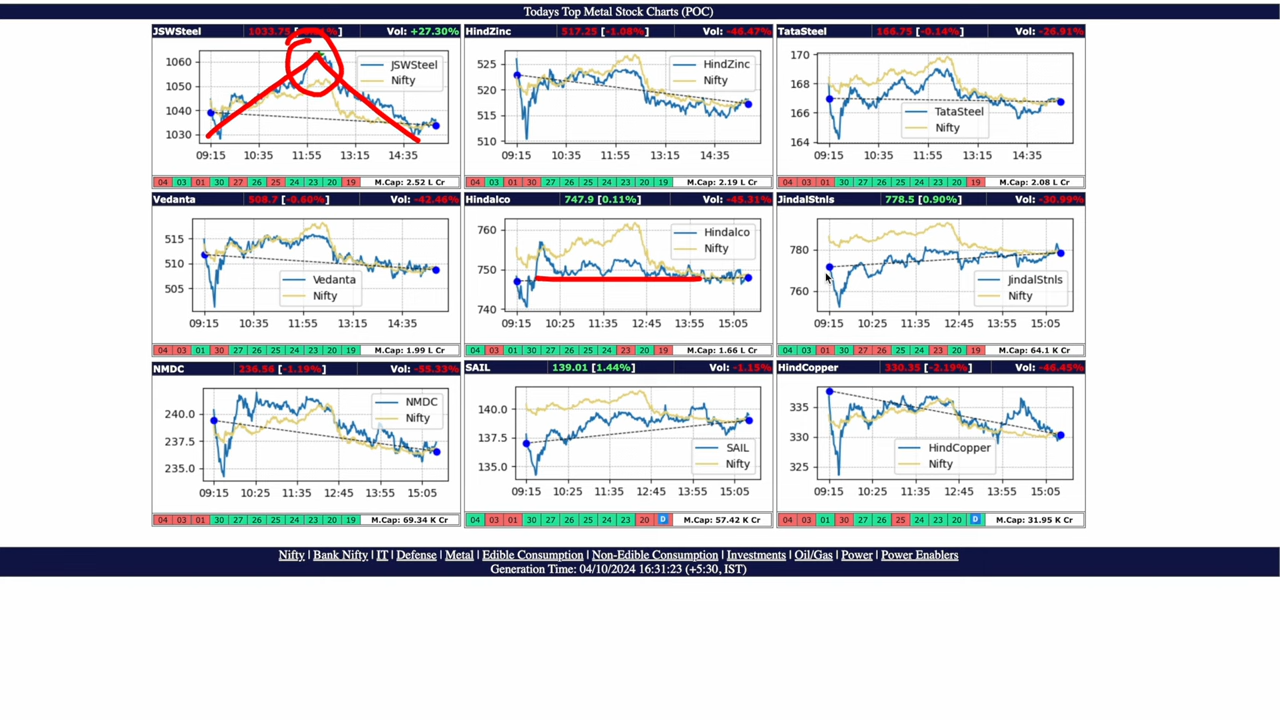 Todays Top Metal Stock Charts (POC)
JSWSteel 1033.75 Vol: +27.30%
1060
1040
1030
JSWSteel
Nifty
09:15 10:35 11:55 13:15 14:35
04 03 01 30 27 26 25 24 23 20 19 M.Cap: 2.52 L Cr
HindZinc 517.25 [-1.08%] Vol: -46.47%
525
520
515
510
HindZinc
Nifty
09:15 10:35 11:55 13:15 14:35
04 03 01 30 27 26 25 24 23 20 19 M.Cap: 2.19 L Cr
TataSteel 166.75 [-0.14%] Vol: -26.91%
170
168
166
164
TataSteel
Nifty
09:15 10:35 11:55 13:15 14:35
04 03 01 30 27 26 25 24 23 20 19 M.Cap: 2.08 L Cr
Vedanta 508.7 [-0.60%] Vol: -42.46%
515
510
505
Vedanta
Nifty
09:15 10:35 11:55 13:15 14:35
04 03 01 30 27 26 25 24 23 20 19 M.Cap: 1.99 L Cr
Hindalco 747.9 [0.11%] Vol: -45.31%
760
750
740
Hindalco
Nifty
09:15 10:25 11:35 12:45 13:55 15:05
04 03 01 30 27 26 25 24 23 20 19 M.Cap: 1.66 L Cr
JindalStnls 778.5 [0.90%] Vol: -30.99%
780
760
JindalStnls
Nifty
09:15 10:25 11:35 12:45 13:55 15:05
04 03 01 30 27 26 25 24 23 20 19 M.Cap: 64.1 K Cr
NMDC 236.56 [-1.19%] Vol: -55.33%
240.0
237.5
235.0
NMDC
Nifty
09:15 10:25 11:35 12:45 13:55 15:05
04 03 01 30 27 26 25 24 23 20 19 M.Cap: 69.34 K Cr
SAIL 139.01 [1.44%] Vol: -1.15%
140.0
137.5
135.0
SAIL
Nifty
09:15 10:25 11:35 12:45 13:55 15:05
04 03 01 30 27 26 25 24 23 20 D M.Cap: 57.42 K Cr
HindCopper 330.35 [-2.19%] Vol: -46.45%
335
330
325
HindCopper
Nifty
09:15 10:25 11:35 12:45 13:55 15:05
04 03 01 30 27 26 25 24 23 20 D M.Cap: 31.95 K Cr
Nifty | Bank Nifty | IT | Defense | Metal | Edible Consumption | Non-Edible Consumption | Investments | Oil/Gas | Power | Power Enablers
Generation Time: 04/10/2024 16:31:23 (+5:30, IST)